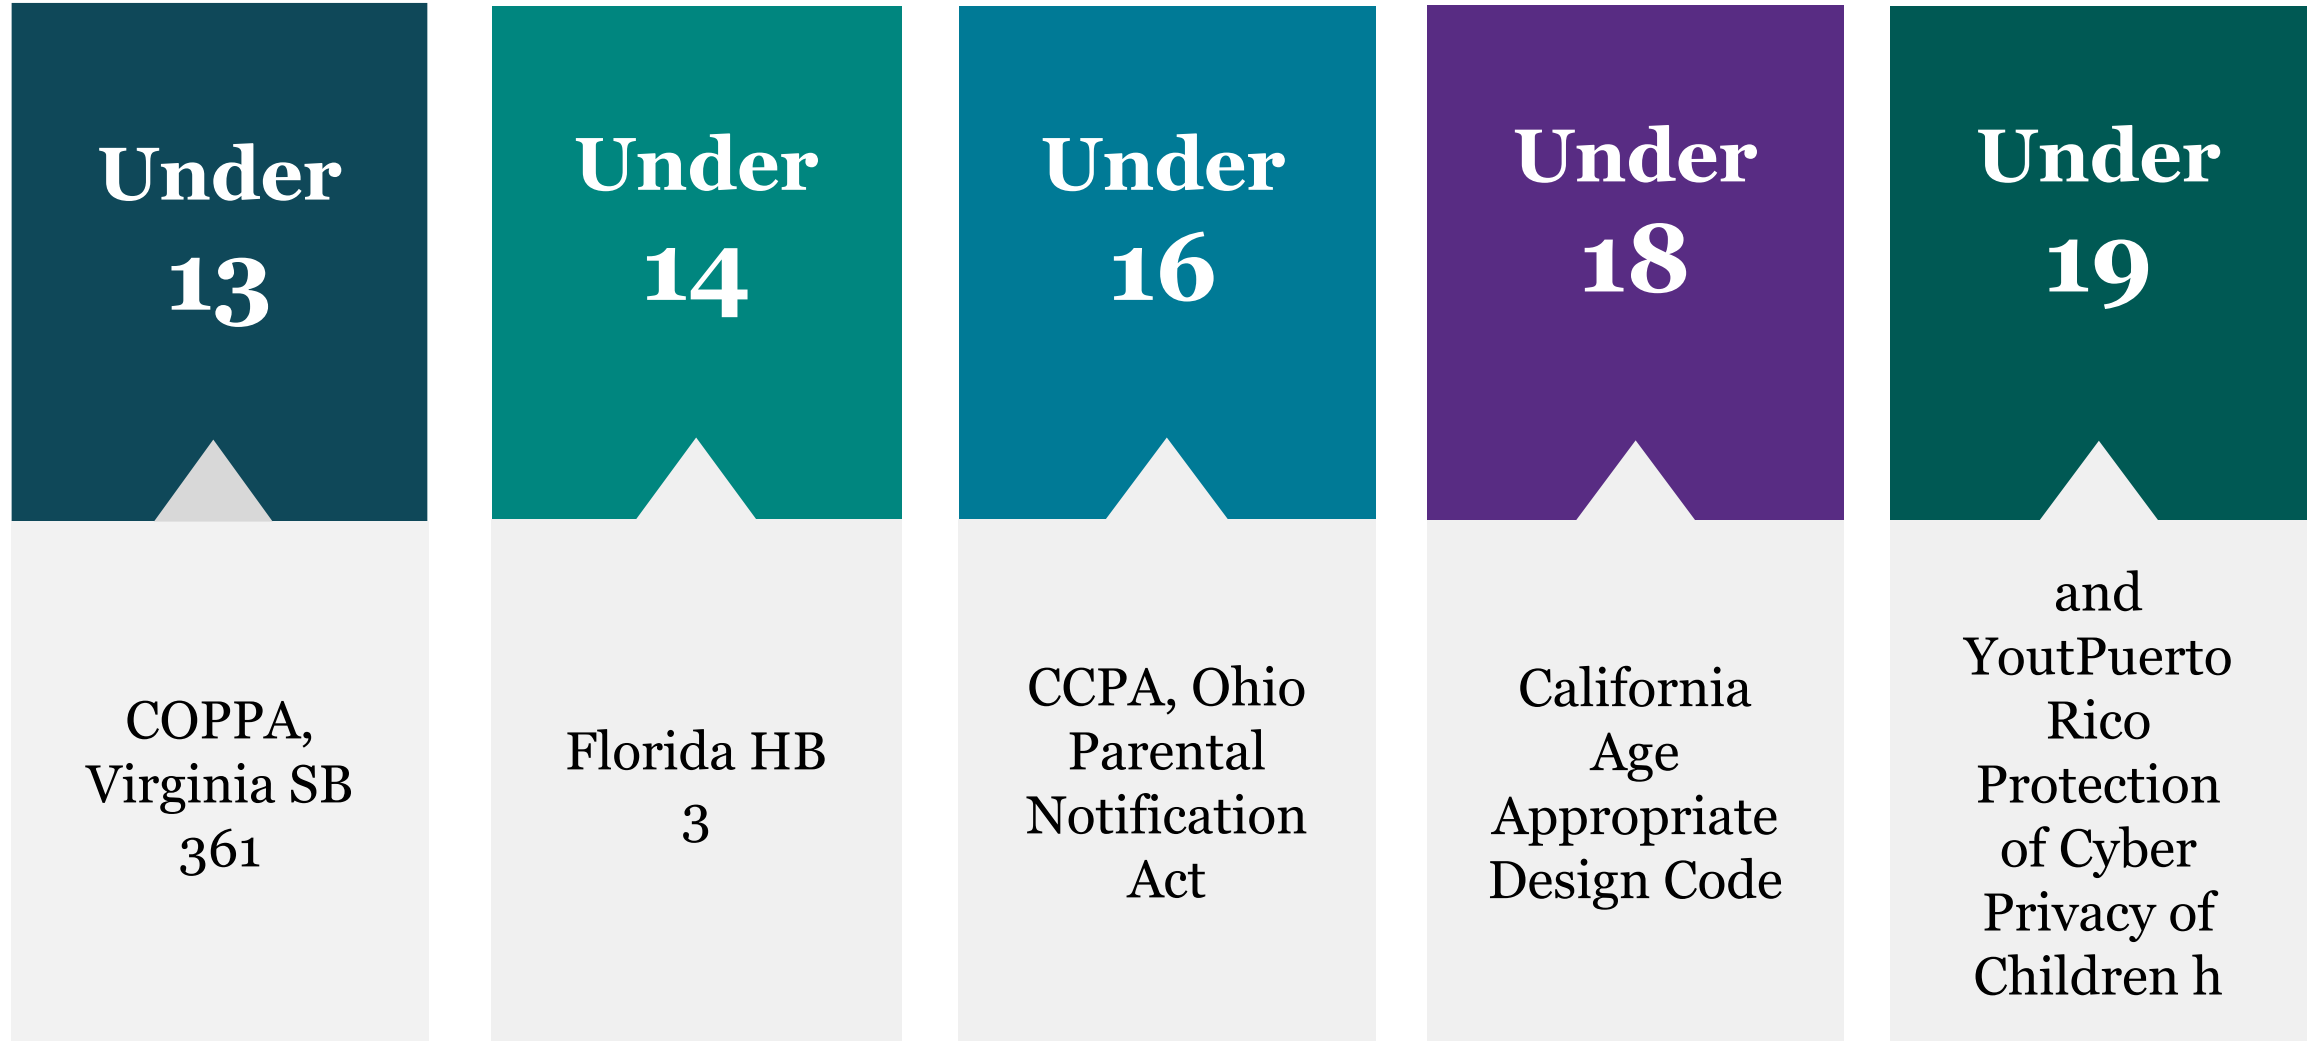 Under
13
COPPA,
Virginia SB
361
Under
14
Florida HB
3
Under
16
CCPA, Ohio
Parental
Notification
Act
Under
18
California
Age
Appropriate
Design Code
Under
19
and
YoutPuerto
Rico
Protection
of Cyber
Privacy of
Children h